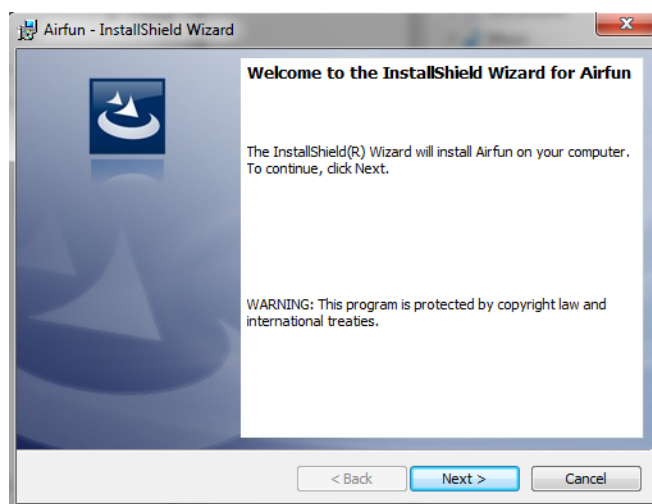 Airfun - InstallShield Wizard
Welcome to the InstallShield Wizard for Airfun
The InstallShield(R) Wizard will install Airfun on your computer.
To continue, click Next.
WARNING: This program is protected by copyright law and
international treaties.
< Back
Next >
Cancel